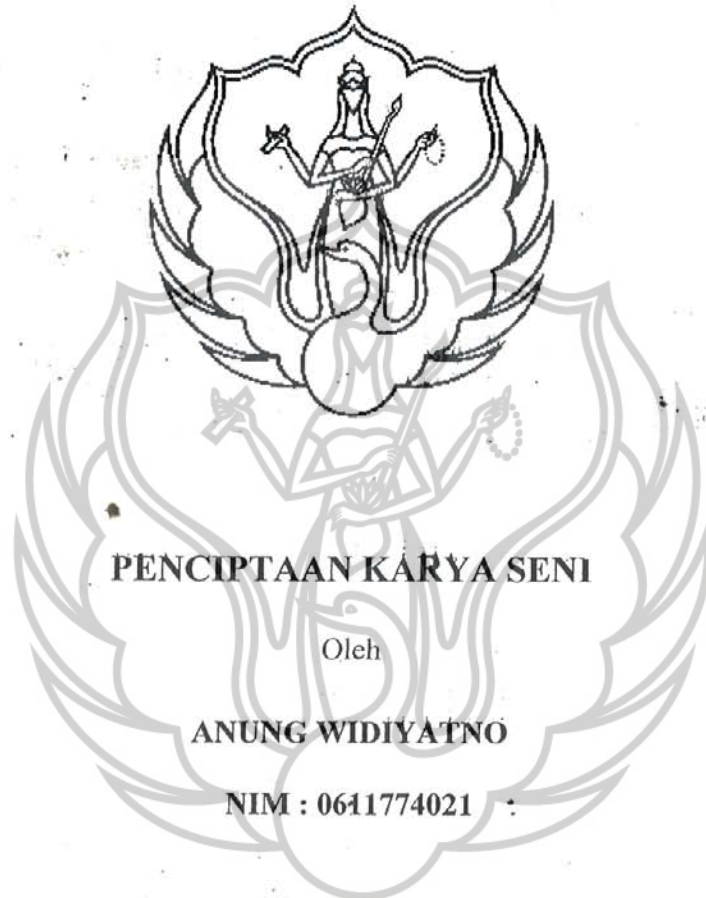 PENCIPTAAN KARYA SENI
Oleh
ANUNG WIDIYATNO
NIM : 0611774021